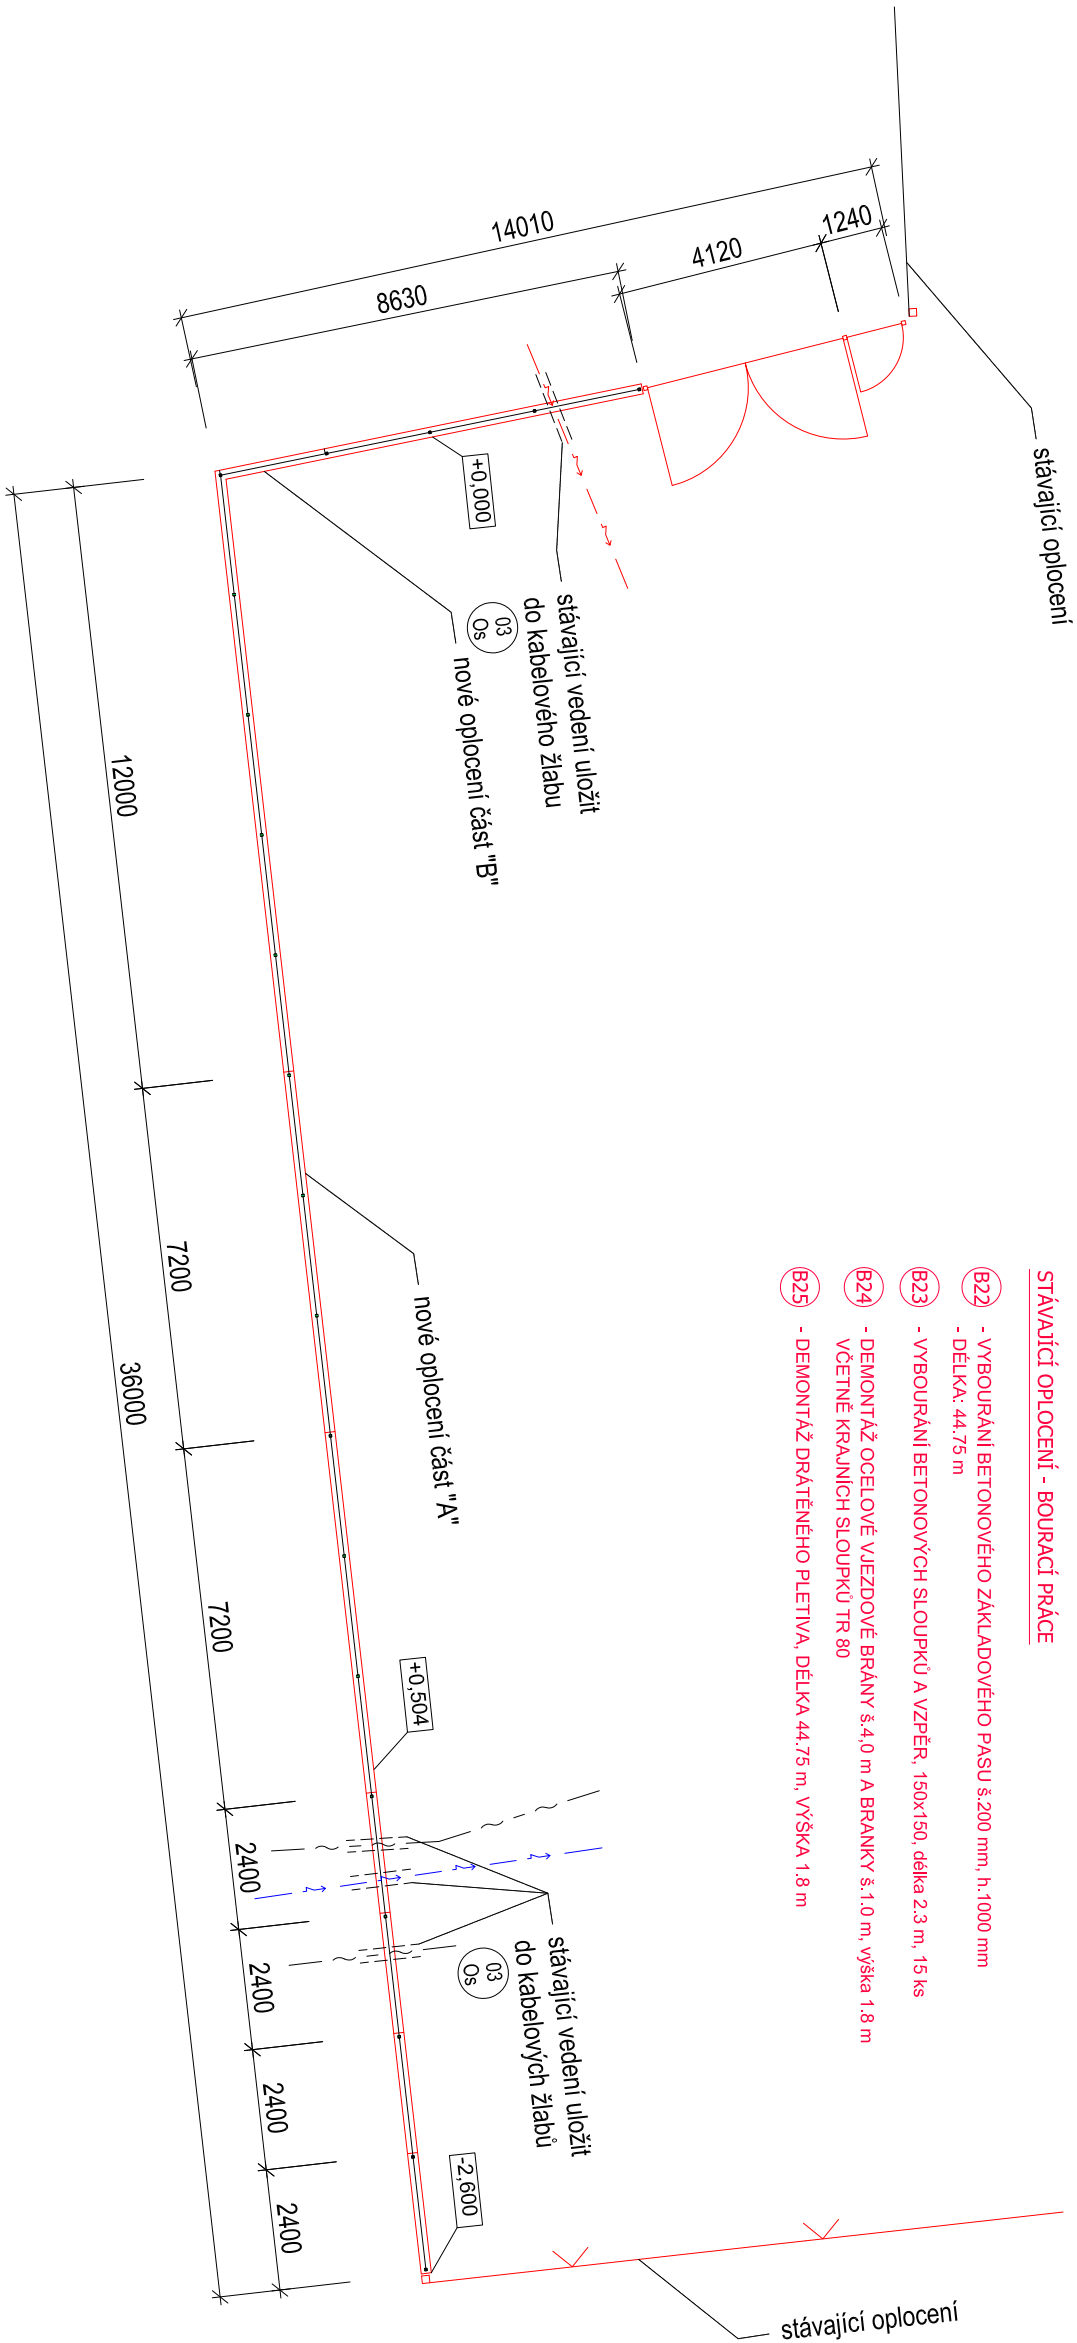 STÁVAJÍCÍ OPLOCENÍ - BOURACÍ PRÁCE
B22 - VYBOURÁNÍ BETONOVÉHO ZÁKLADOVÉHO PASU š.200 mm, h.1000 mm
- DÉLKA: 44.75 m
B23 - VYBOURÁNÍ BETONOVÝCH SLOUPKŮ A VZPĚR, 150x150, délka 2.3 m, 15 ks
B24 - DEMONTÁŽ OCELOVÉ VJEZDOVÉ BRÁNY š.4,0 m A BRANKY š.1.0 m, výška 1.8 m
VČETNĚ KRAJNÍCH SLOUPKŮ TR 80
B25 - DEMONTÁŽ DRÁTĚNÉHO PLETIVA, DÉLKA 44.75 m, VÝŠKA 1.8 m
stávající oplocení
14010
8630
4120
1240
+0,000
stávající vedení uložit
do kabelového žlabu
03
Os
nové oplocení část "B"
nové oplocení část "A"
+0,504
stávající vedení uložit
do kabelových žlabů
03
Os
-2,600
stávající oplocení
12000
7200
7200
2400
2400
2400
2400
36000